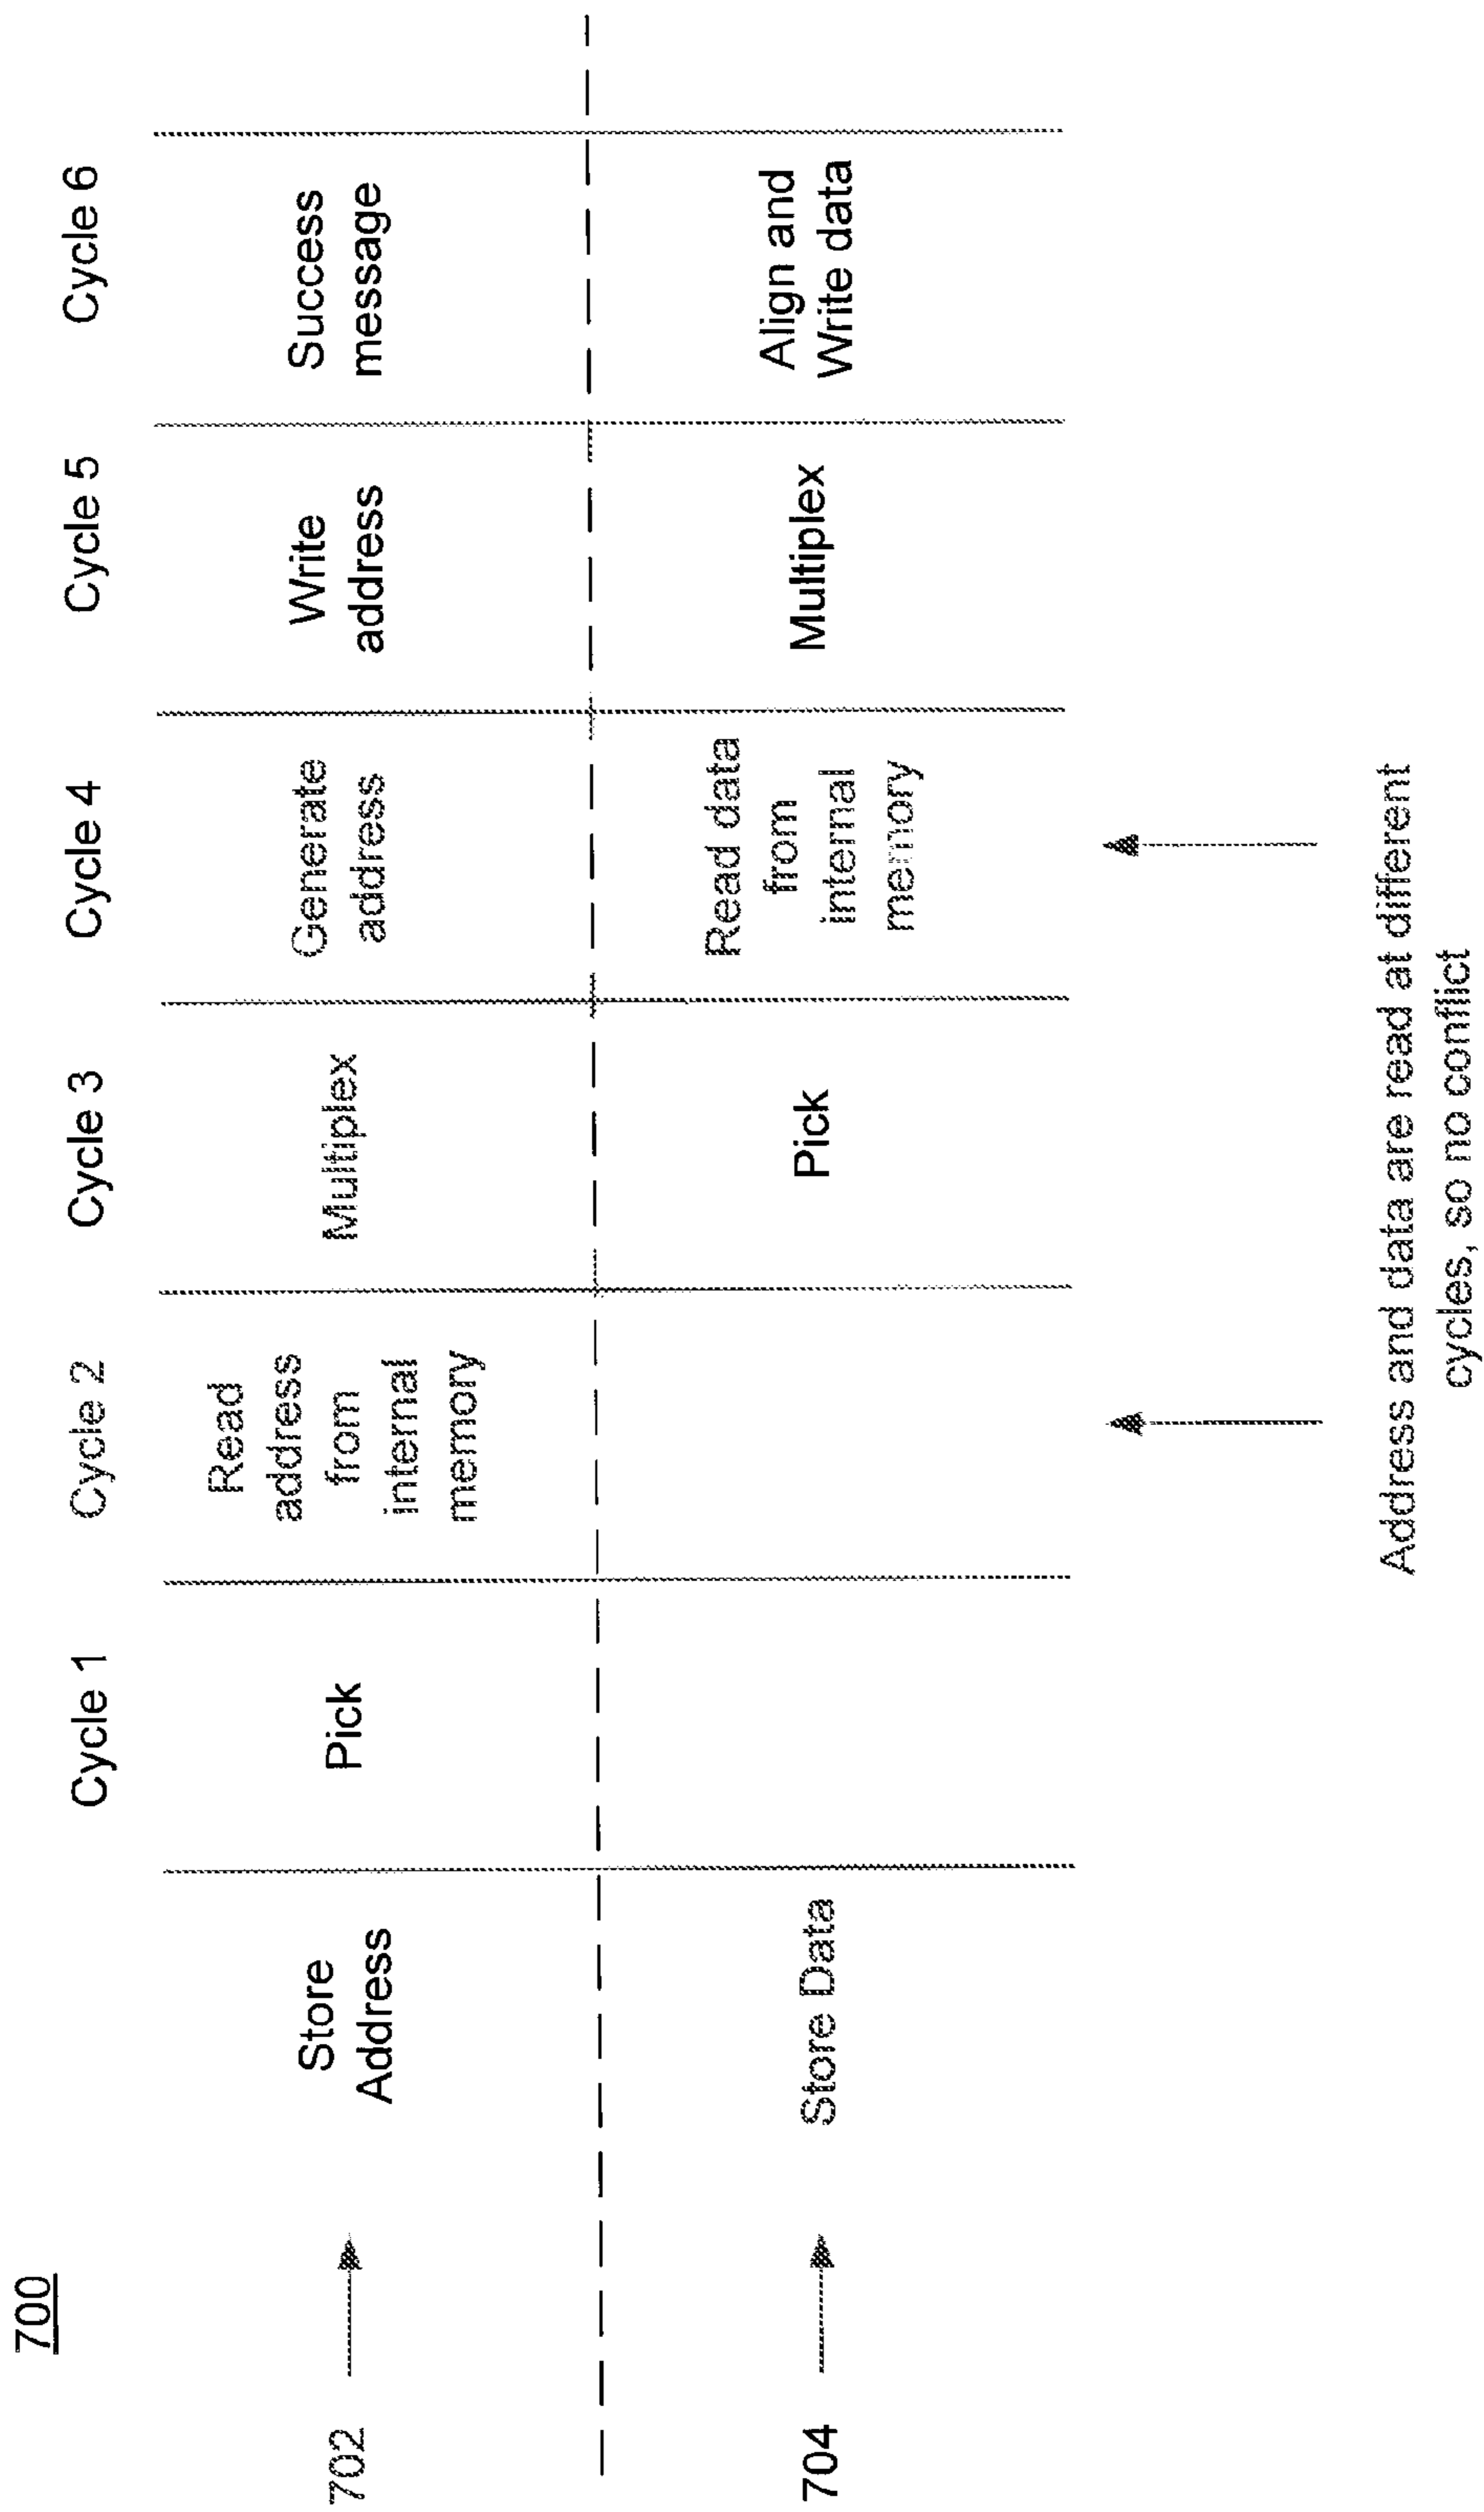 700
Cycle 1
Cycle 2
Cycle 3
Cycle 4
Cycle 5
Cycle 6
702
Store
Address
Pick
Read
address
from
internal
memory
Multiplex
Generate
address
Write
address
Success
message
704
Store Data
Pick
Read data
from
internal
memory
Multiplex
Align and
Write data
Address and data are read at different
cycles, so no conflict